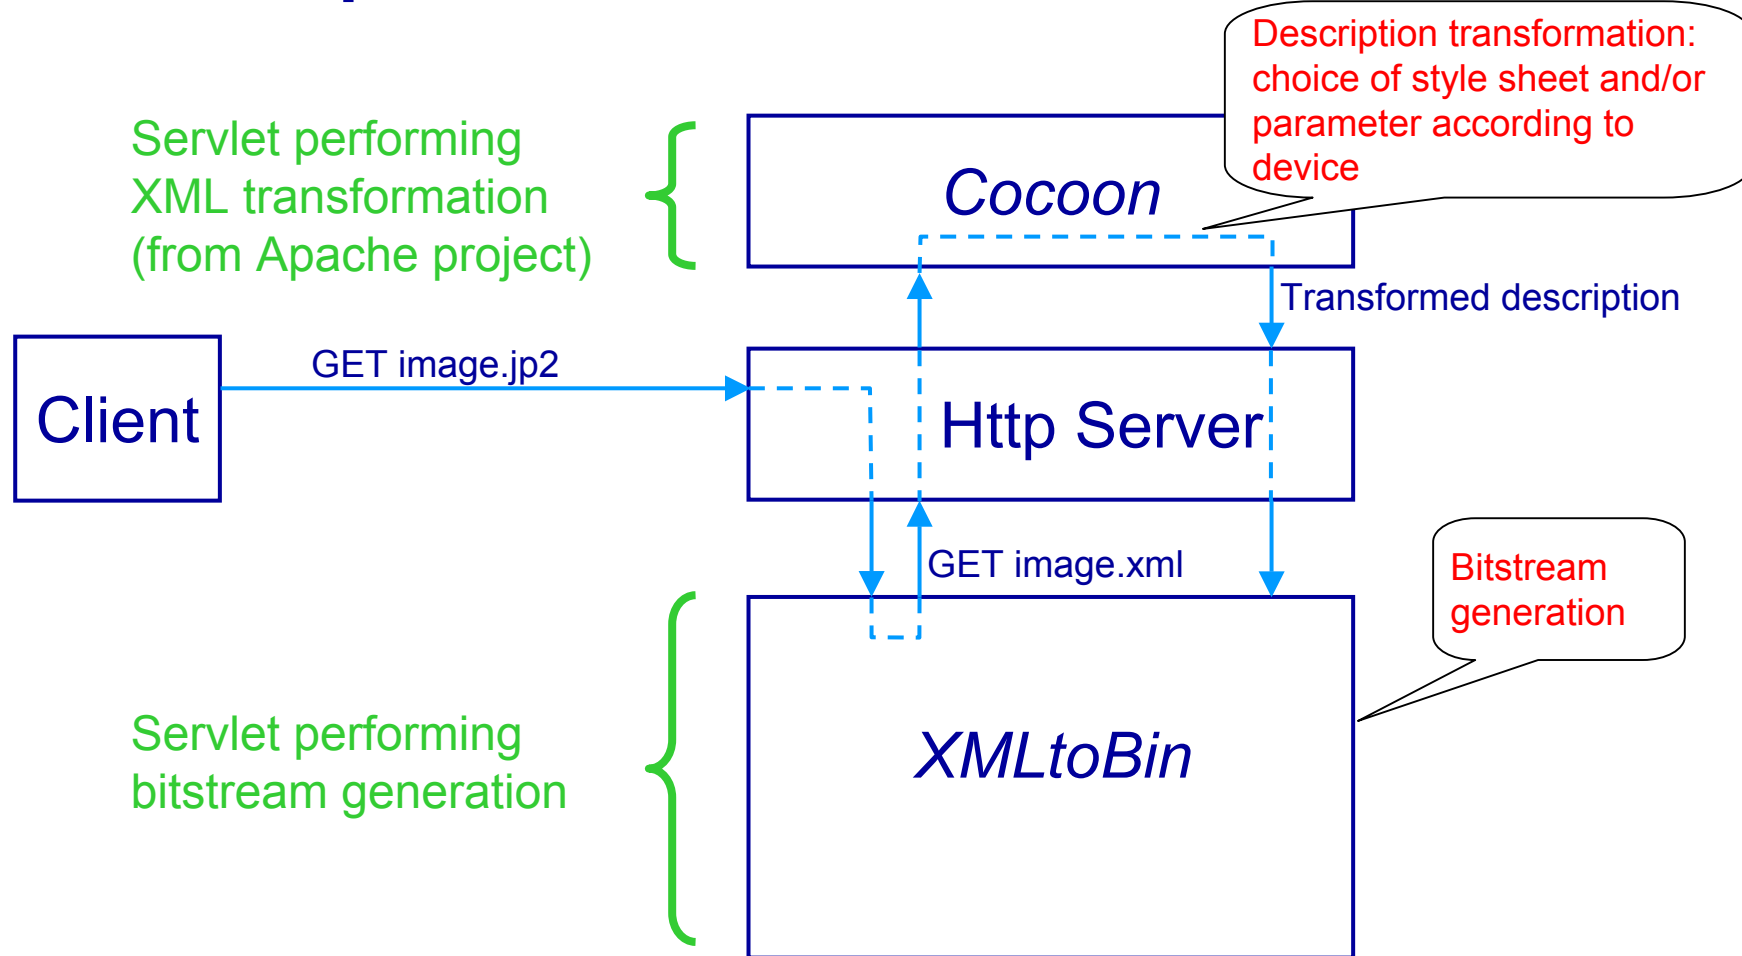 Description transformation:
choice of style sheet and/or
parameter according to
device
Servlet performing
XML transformation
(from Apache project)
Cocoon
Transformed description
Client
GET image.jp2
Http Server
GET image.xml
Bitstream
generation
Servlet performing
bitstream generation
XMLtoBin